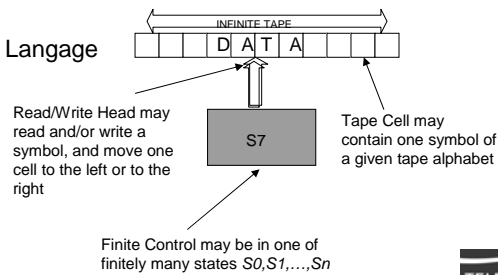 INFINITE TAPE
Langage
D A T A
Read/Write Head may
read and/or write a
symbol, and move one
cell to the left or to the
right
S7
Tape Cell may
contain one symbol of
a given tape alphabet
Finite Control may be in one of
finitely many states S0,S1,...,Sn